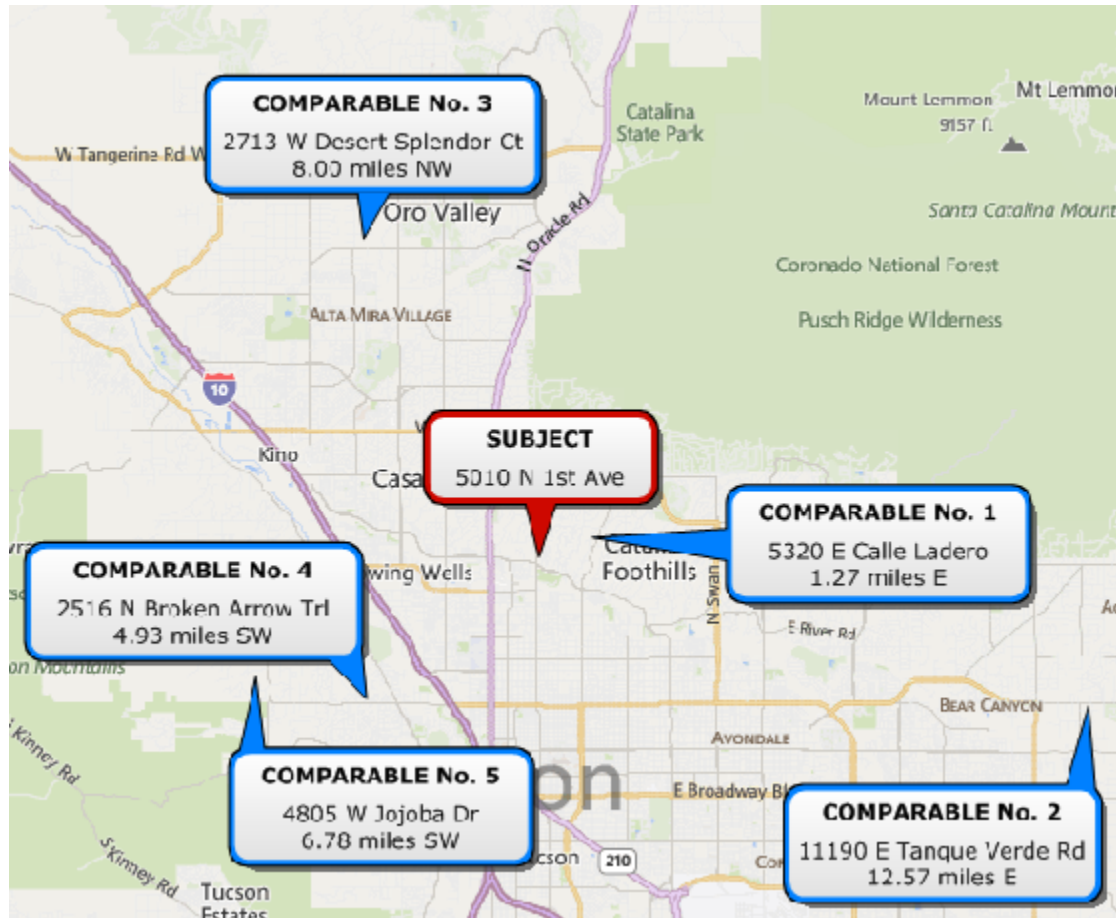 COMPARABLE No. 3
2713 W Desert Splendor Ct
8.00 miles NW
Catalina
State Park
Mount Lemmon
9157 ft
Mt Lemmon
W Tangerine Rd W
Oro Valley
N Oracle Rd
Santa Catalina Mount
Coronado National Forest
Pusch Ridge Wilderness
ALTA MIRA VILLAGE
10
SUBJECT
5010 N 1st Ave
Kino
Casa
COMPARABLE No. 1
5320 E Calle Ladero
1.27 miles E
Foothills
N Swan
COMPARABLE No. 4
2516 N Broken Arrow Trl
4.93 miles SW
wing Wells
E River Rd
on Mountains
BEAR CANYON
AVONDALE
Kinney Rd
COMPARABLE No. 5
4805 W Jojoba Dr
6.78 miles SW
on
E Broadway Bl
COMPARABLE No. 2
11190 E Tanque Verde Rd
12.57 miles E
S Kinney Rd
cson
210
Tucson
Estates